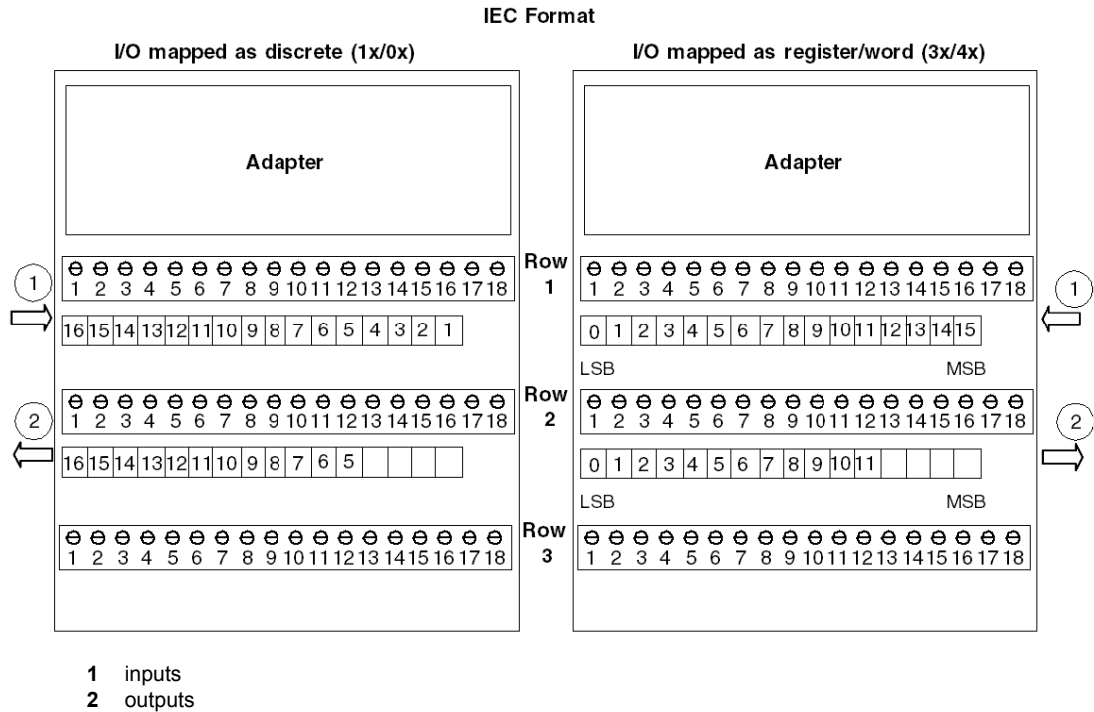 IEC Format
I/O mapped as discrete (1x/0x)
I/O mapped as register/word (3x/4x)
Adapter
Adapter
Row
1
1
1 2 3 4 5 6 7 8 9 10 11 12 13 14 15 16 17 18
1 2 3 4 5 6 7 8 9 10 11 12 13 14 15 16 17 18
1
16 15 14 13 12 11 10 9 8 7 6 5 4 3 2 1
0 1 2 3 4 5 6 7 8 9 10 11 12 13 14 15
LSB MSB
Row
2
2
1 2 3 4 5 6 7 8 9 10 11 12 13 14 15 16 17 18
1 2 3 4 5 6 7 8 9 10 11 12 13 14 15 16 17 18
2
16 15 14 13 12 11 10 9 8 7 6 5
0 1 2 3 4 5 6 7 8 9 10 11
LSB MSB
Row
3
1 2 3 4 5 6 7 8 9 10 11 12 13 14 15 16 17 18
1 2 3 4 5 6 7 8 9 10 11 12 13 14 15 16 17 18
1 inputs
2 outputs